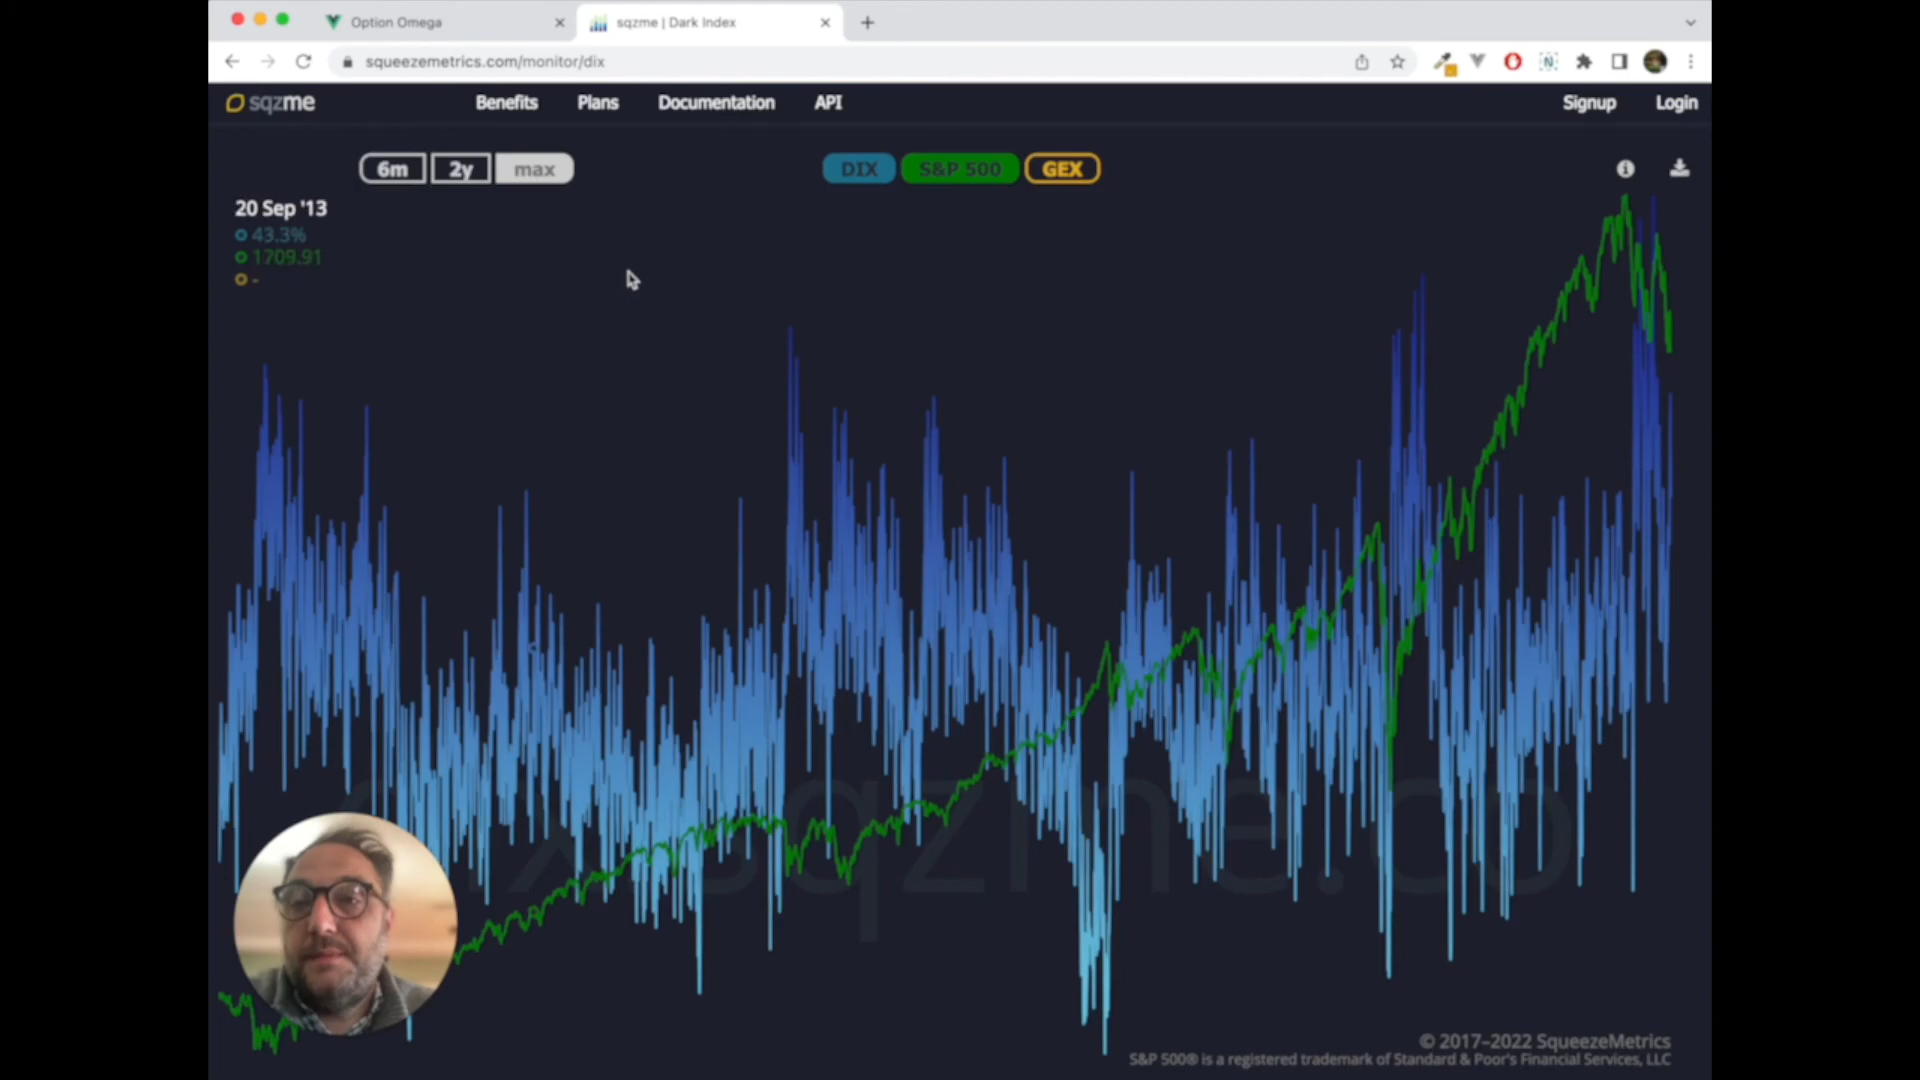 Option Omega
sqzme | Dark Index
squeezemetrics.com/monitor/dix
sqzme
Benefits
Plans
Documentation
API
Signup
Login
6m
2y
max
DIX
S&P 500
GEX
20 Sep '13
43.3%
1709.91
-
sqzme.co
© 2017–2022 SqueezeMetrics
S&P 500® is a registered trademark of Standard & Poor's Financial Services, LLC